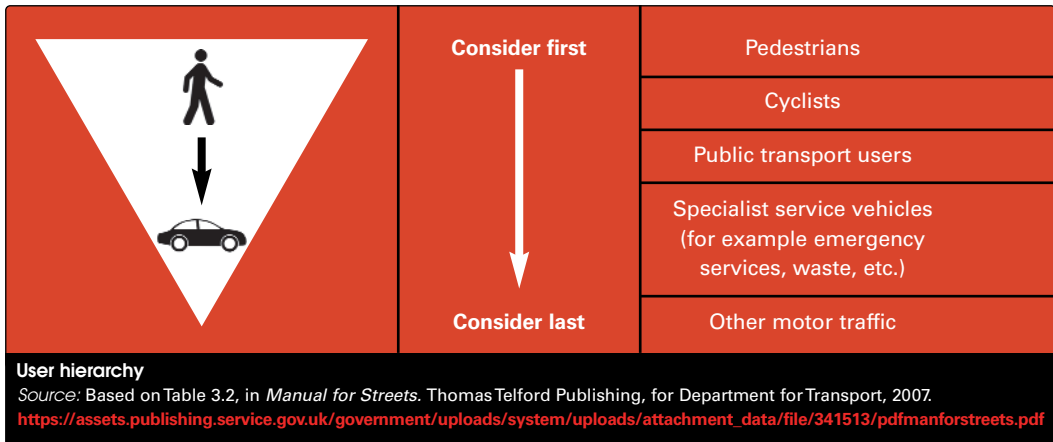 Consider first
Consider last
Pedestrians
Cyclists
Public transport users
Specialist service vehicles
(for example emergency
services, waste, etc.)
Other motor traffic
User hierarchy
Source: Based on Table 3.2, in Manual for Streets. Thomas Telford Publishing, for Department for Transport, 2007.
https://assets.publishing.service.gov.uk/government/uploads/system/uploads/attachment_data/file/341513/pdfmanforstreets.pdf